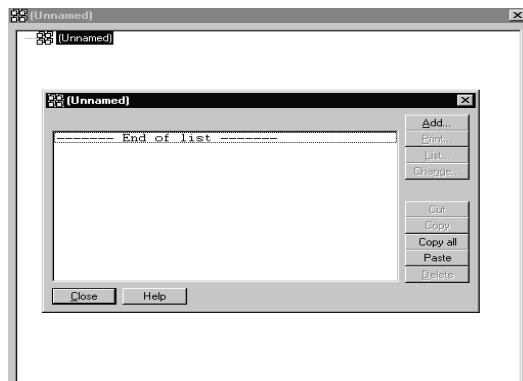 (Unnamed)
(Unnamed)
(Unnamed)
------- End of list -------
Add...
Print...
List...
Change...
Cut
Copy
Copy all
Paste
Delete
Close
Help